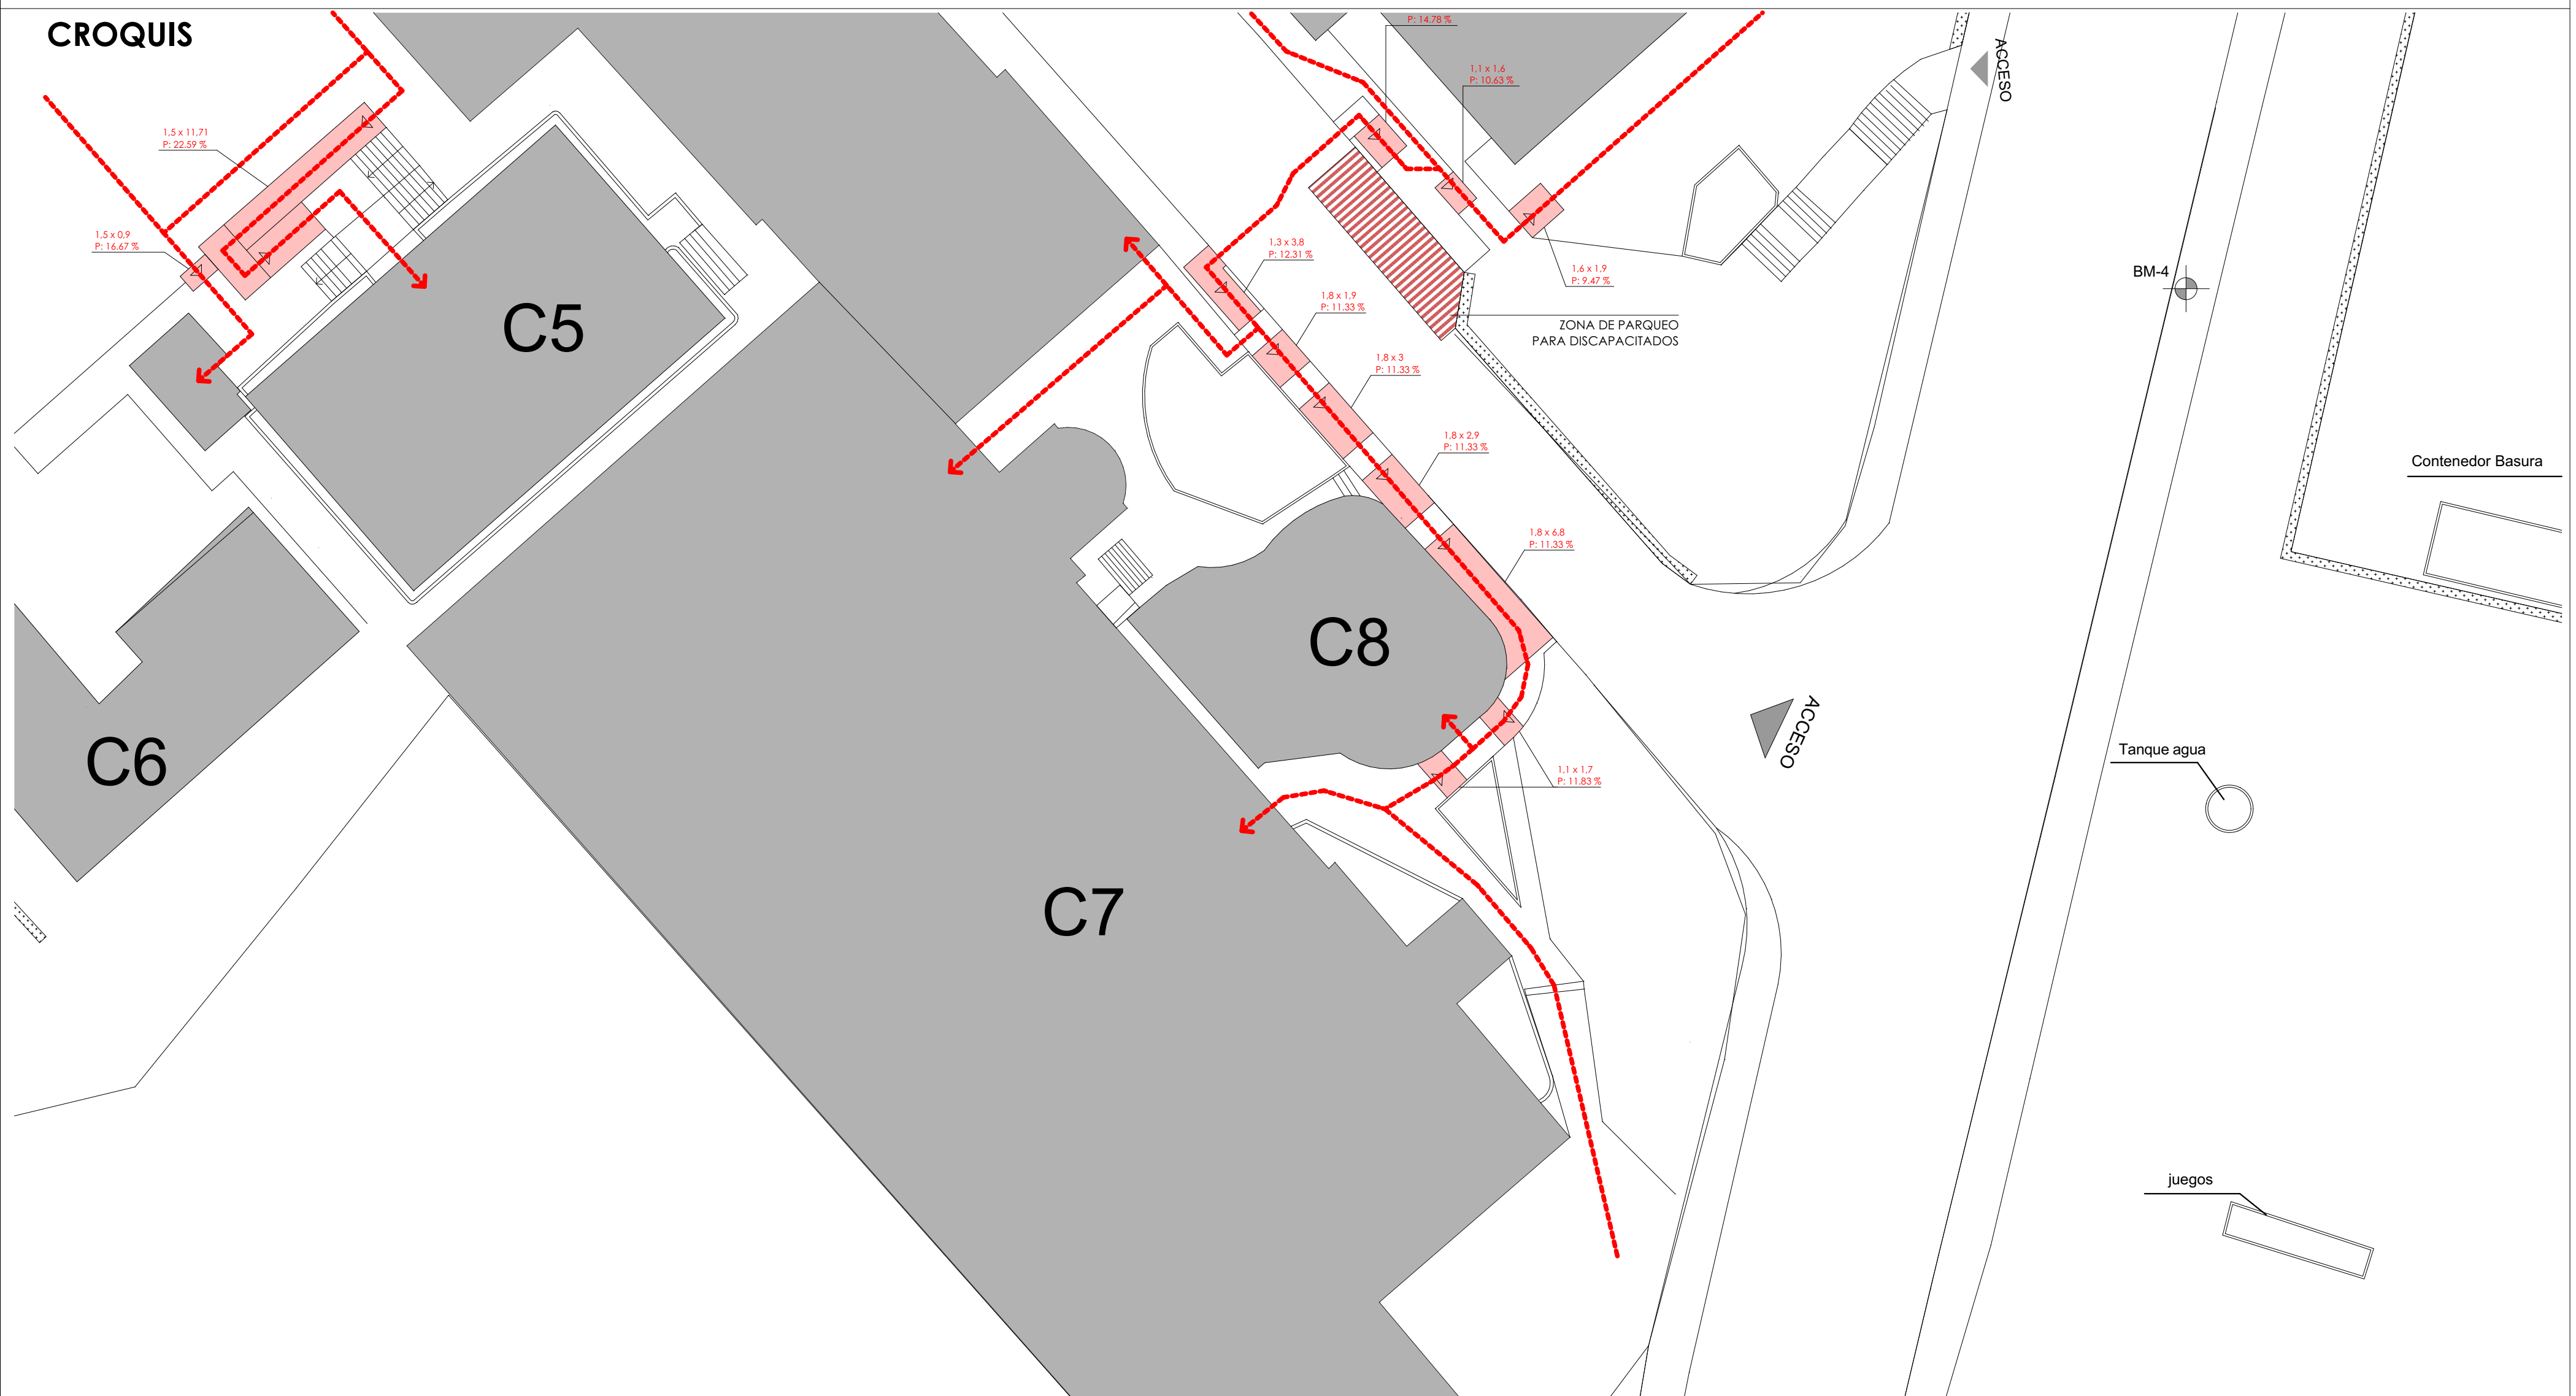 CROQUIS
P: 14.78 %
1,1 x 1,6
P: 10.63 %
ACCESO
1,5 x 11,71
P: 22.59 %
1,5 x 0,9
P: 16.67 %
1,3 x 3,8
P: 12.31 %
1,6 x 1,9
P: 9.47 %
BM-4
1,8 x 1,9
P: 11.33 %
C5
ZONA DE PARQUEO
PARA DISCAPACITADOS
1,8 x 3
P: 11.33 %
1,8 x 2,9
P: 11.33 %
Contenedor Basura
1,8 x 6,8
P: 11.33 %
C8
ACCESO
C6
Tanque agua
1,1 x 1,7
P: 11.83 %
C7
juegos